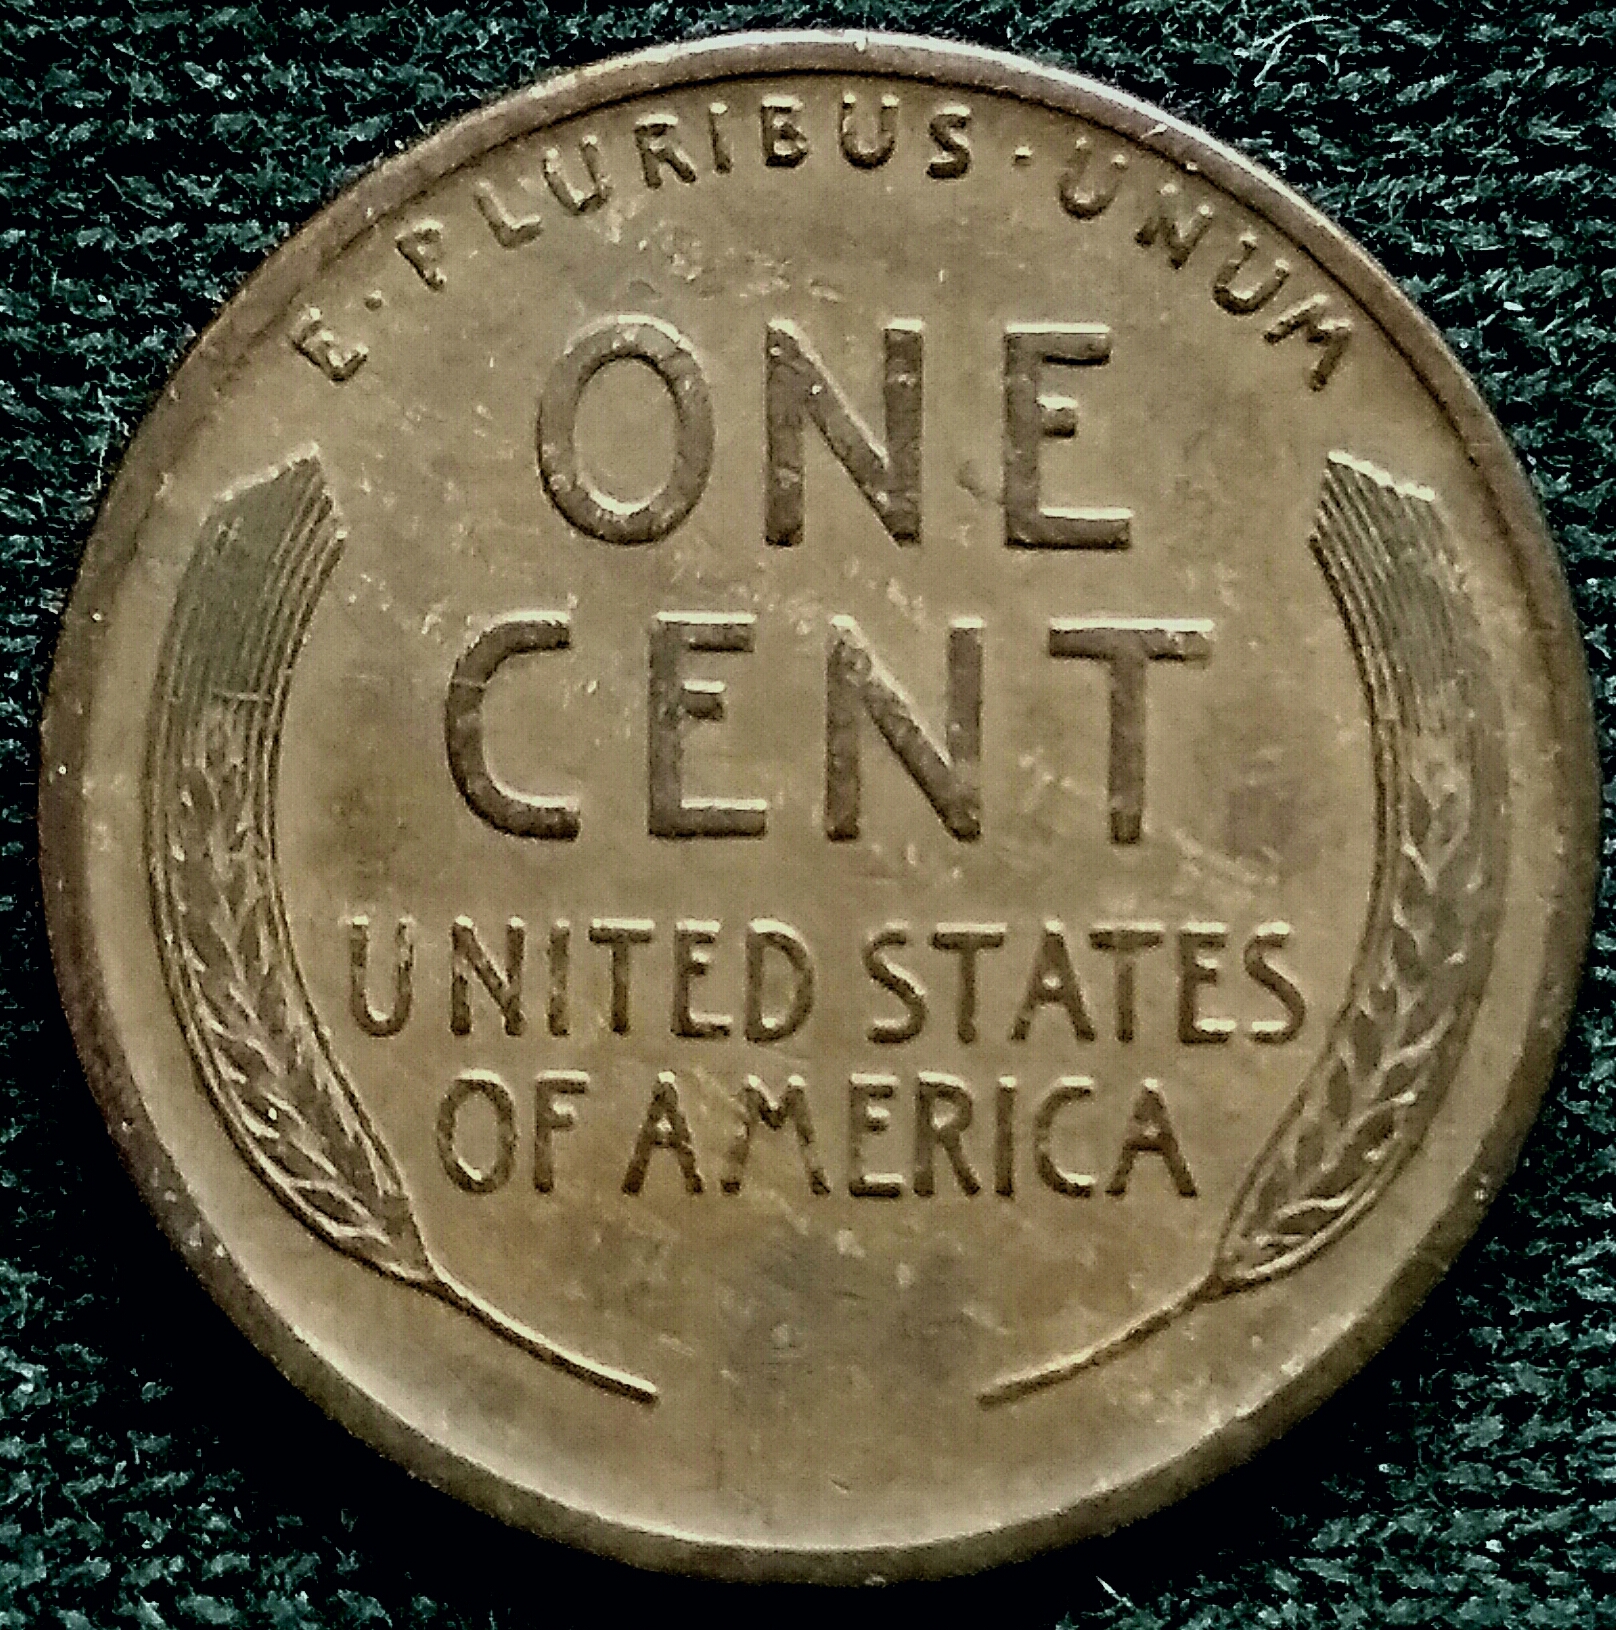 E·PLURIBUS·UNUM
ONE
CENT
UNITED STATES
OF AMERICA